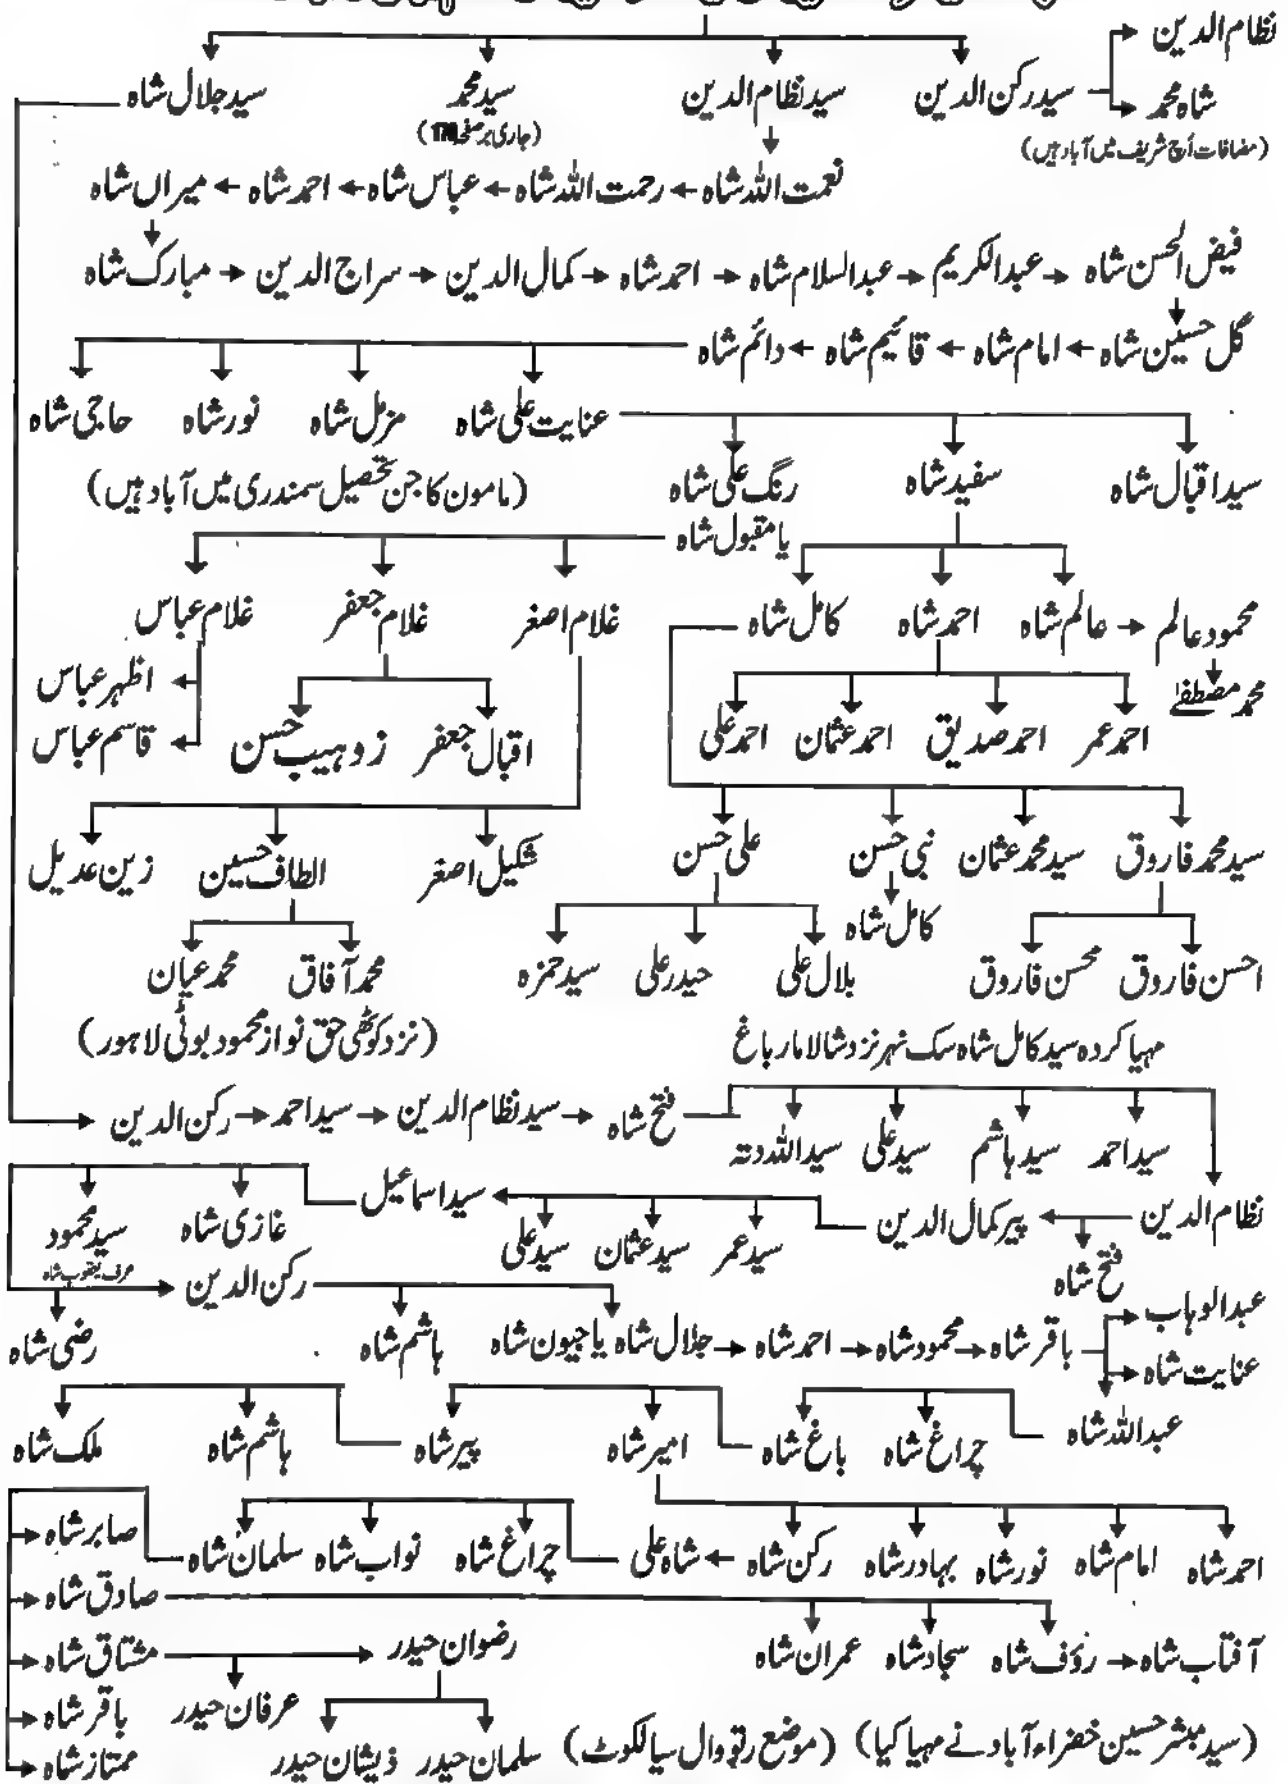 نظام الدین
سید رکن الدین سید نظام الدین سید محمد سید جلال شاہ
شاہ محمد
(مضافات اُچ شریف میں آباد ہیں) (جاری بر صفحہ
نعمت اللہ شاہ رحمت اللہ شاہ عباس شاہ احمد شاہ میراں شاہ
فیض الحسن شاہ عبدالکریم عبدالسلام شاہ احمد شاہ کمال الدین سراج الدین مبارک شاہ
گل حسین شاہ امام شاہ قائیم شاہ دائم شاہ
عنایت علی شاہ مزمل شاہ نور شاہ حاجی شاہ
سید اقبال شاہ سفید شاہ رنگ علی شاہ (مامون کاجن تحصیل سمندری میں آباد ہیں)
یا مقبول شاہ
محمود عالم عالم شاہ احمد شاہ کامل شاہ غلام اصغر غلام جعفر غلام عباس
محمد مصطفےٰ اظہر عباس
احمد عمر احمد صدیق احمد عثمان احمد علی اقبال جعفر زوہیب حسن قاسم عباس
سید محمد فاروق سید محمد عثمان نبی حسن علی حسن شکیل اصغر الطاف حسین زین عدیل
کامل شاہ
احسن فاروق محسن فاروق بلال علی حیدر علی سید حمزہ محمد آفاق محمد عیان
مہیا کردہ سید کامل شاہ سک نہر نزد شالامار باغ (نزد کوٹھی حق نواز محمود بوٹی لاہور)
فتح شاہ سید نظام الدین سید احمد رکن الدین
سید احمد سید ہاشم سید علی سید اللہ دتہ
نظام الدین پیر کمال الدین سید اسماعیل غازی شاہ سید محمود
عرف یعقوب شاہ
فتح شاہ سید عمر سید عثمان سید علی
رکن الدین
عبدالوہاب
باقر شاہ محمود شاہ احمد شاہ جلال شاہ یا جیون شاہ ہاشم شاہ رضی شاہ
عنایت شاہ
عبداللہ شاہ چراغ شاہ باغ شاہ امیر شاہ پیر شاہ ہاشم شاہ ملک شاہ
احمد شاہ امام شاہ نور شاہ بہادر شاہ رکن شاہ شاہ علی چراغ شاہ نواب شاہ سلمان شاہ صابر شاہ
صادق شاہ
آفتاب شاہ رؤف شاہ سجاد شاہ عمران شاہ رضوان حیدر مشتاق شاہ
عرفان حیدر باقر شاہ
(سید مبشر حسین خضراء آباد نے مہیا کیا) (موضع رتووال سیالکوٹ) سلمان حیدر ذیشان حیدر ممتاز شاہ